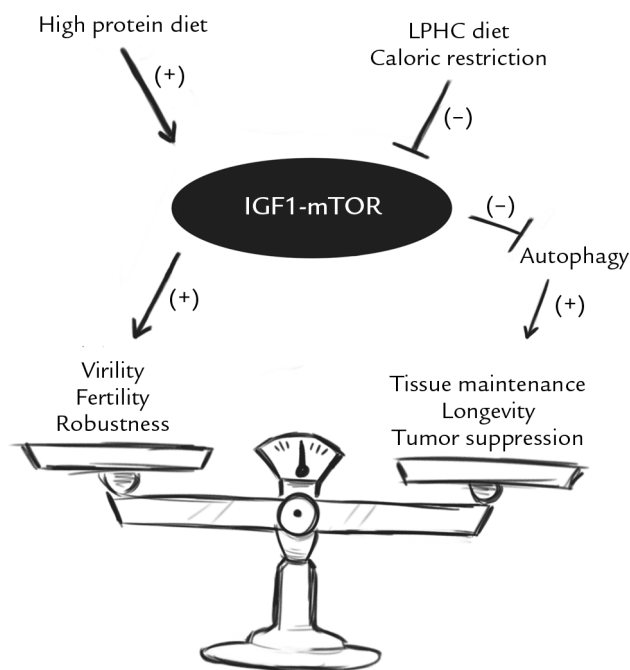 High protein diet
(+)
LPHC diet
Caloric restriction
(−)
IGF1-mTOR
(−)
Autophagy
(+)
(+)
Virility
Fertility
Robustness
Tissue maintenance
Longevity
Tumor suppression